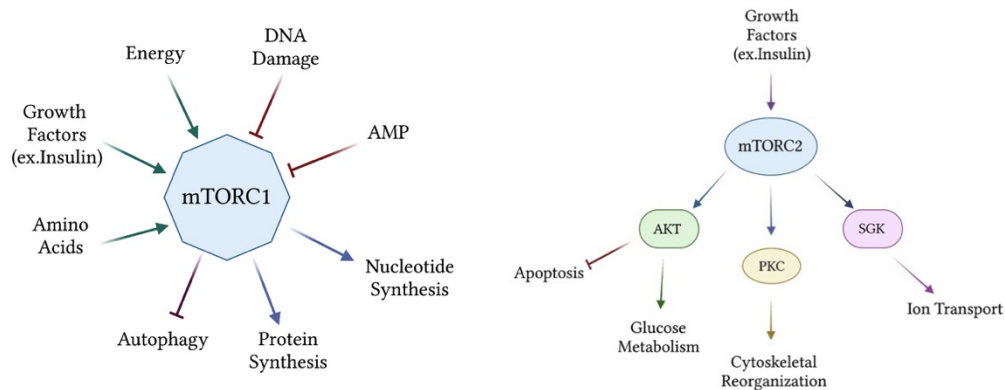 DNA
Damage
Energy
Growth
Factors
(ex.Insulin)
AMP
mTORC1
Amino
Acids
Nucleotide
Synthesis
Autophagy
Protein
Synthesis
Growth
Factors
(ex.Insulin)
mTORC2
AKT
SGK
PKC
Apoptosis
Ion Transport
Glucose
Metabolism
Cytoskeletal
Reorganization